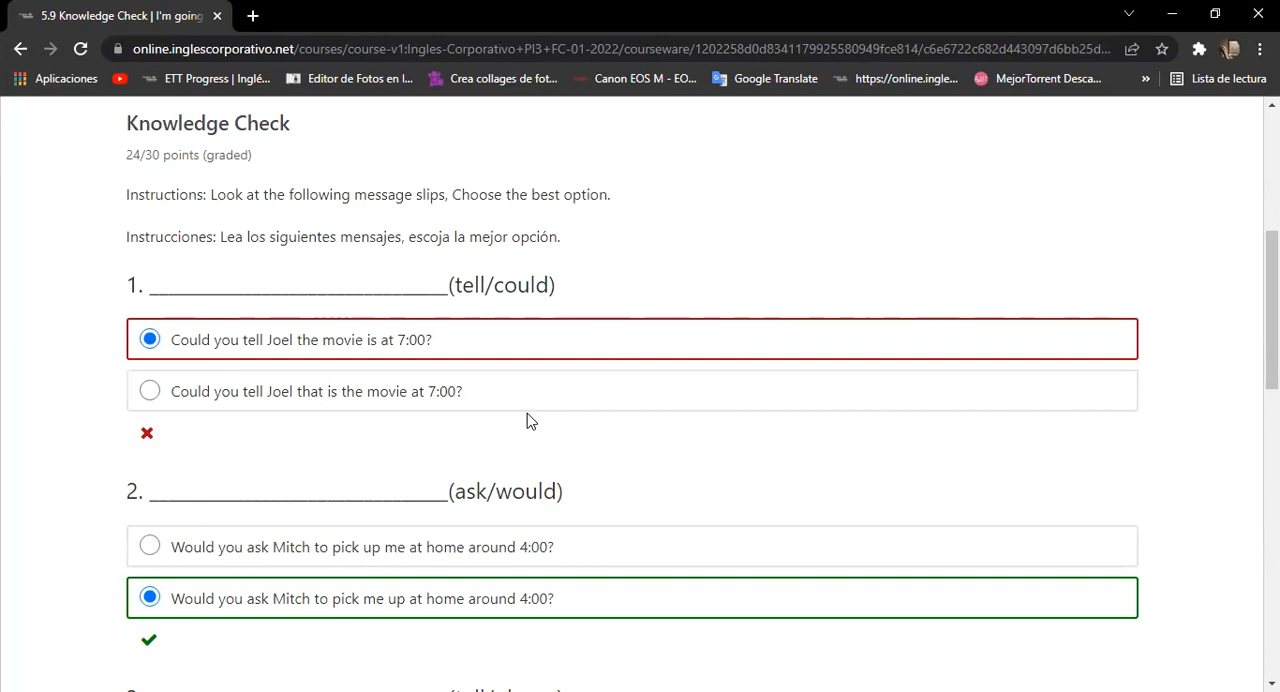 5.9 Knowledge Check | I'm going
online.inglescorporativo.net/courses/course-v1:Ingles-Corporativo+PI3+FC-01-2022/courseware/1202258d0d8341179925580949fce814/c6e6722c682d443097d6bb25d...
Aplicaciones ETT Progress | Inglé... Editor de Fotos en l... Crea collages de fot... Canon EOS M - EO... Google Translate https://online.ingle... MejorTorrent Desca... » Lista de lectura
Knowledge Check
24/30 points (graded)
Instructions: Look at the following message slips, Choose the best option.
Instrucciones: Lea los siguientes mensajes, escoja la mejor opción.
1. ______________________________(tell/could)
Could you tell Joel the movie is at 7:00?
Could you tell Joel that is the movie at 7:00?
2. ______________________________(ask/would)
Would you ask Mitch to pick up me at home around 4:00?
Would you ask Mitch to pick me up at home around 4:00?